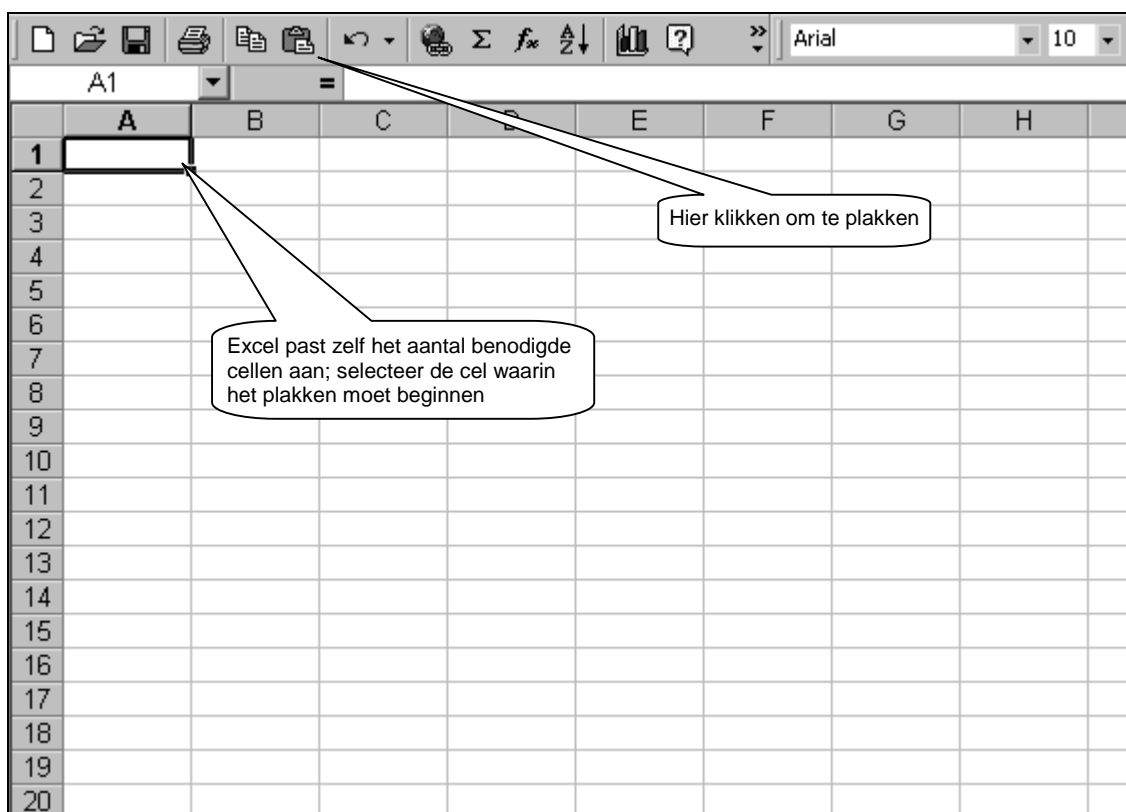 Arial 10
A1 =
A B C D E F G H
1
2
3
Hier klikken om te plakken
4
5
6
7
Excel past zelf het aantal benodigde
cellen aan; selecteer de cel waarin
het plakken moet beginnen
8
9
10
11
12
13
14
15
16
17
18
19
20